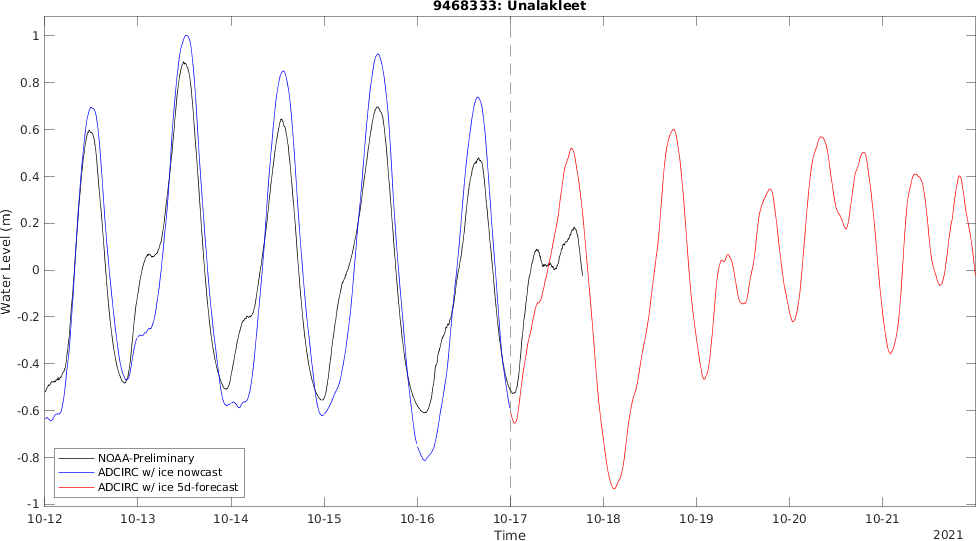 9468333: Unalakleet
Water Level (m)
1
0.8
0.6
0.4
0.2
0
-0.2
-0.4
-0.6
-0.8
-1
NOAA-Preliminary
ADCIRC w/ ice nowcast
ADCIRC w/ ice 5d-forecast
10-12 10-13 10-14 10-15 10-16 10-17 10-18 10-19 10-20 10-21
Time
2021